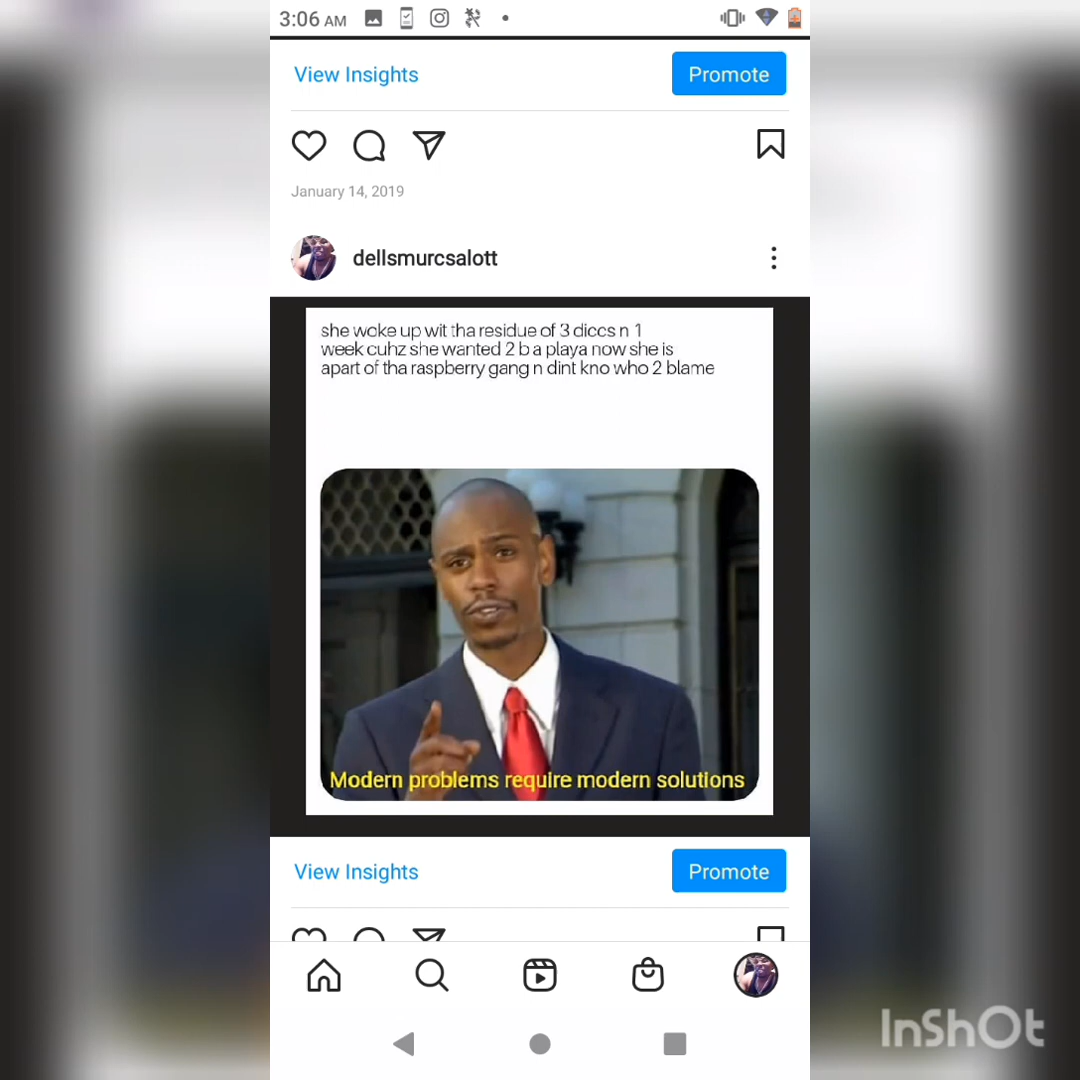 3:06 AM
View Insights
Promote
January 14, 2019
dellsmurcsalott
she woke up wit tha residue of 3 diccs n 1
week cuhz she wanted 2 b a playa now she is
apart of tha raspberry gang n dint kno who 2 blame
Modern problems require modern solutions
View Insights
Promote
InShOt